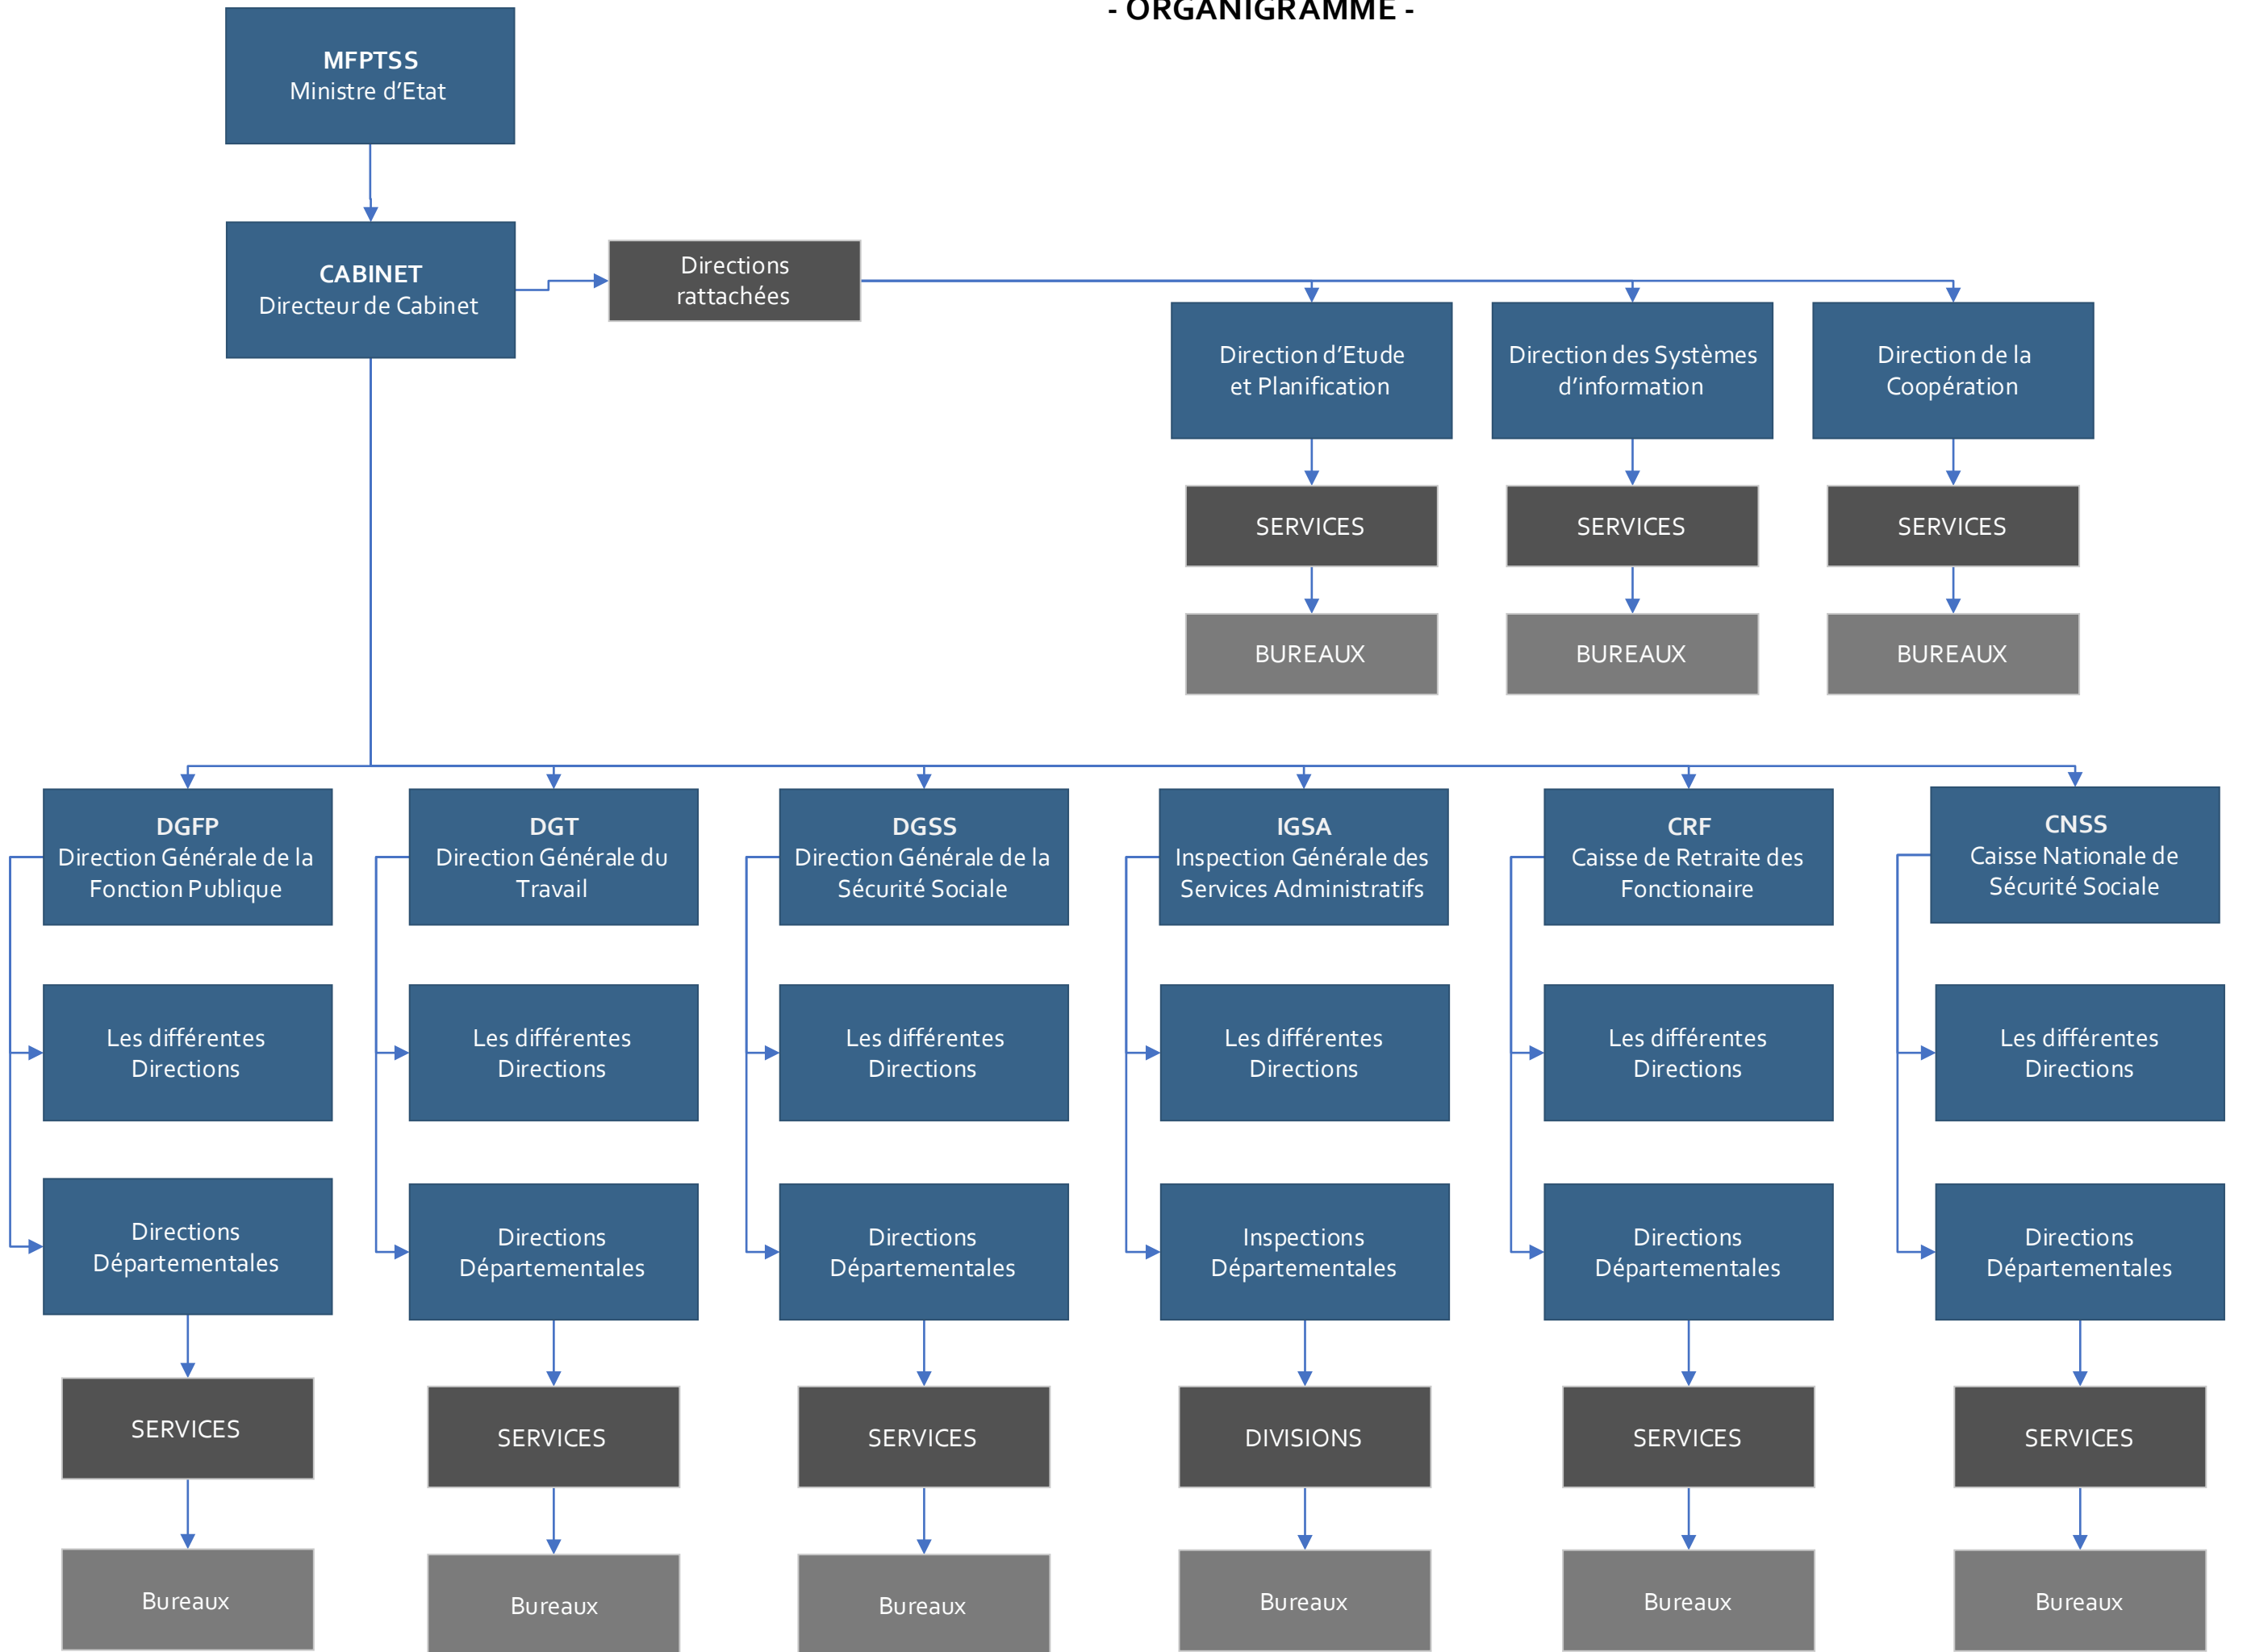 - ORGANIGRAMME -
MFPTSS
Ministre d’Etat
CABINET
Directeur de Cabinet
Directions
rattachées
Direction d’Etude
et Planification
Direction des Systèmes
d’information
Direction de la
Coopération
SERVICES
SERVICES
SERVICES
BUREAUX
BUREAUX
BUREAUX
DGFP
Direction Générale de la
Fonction Publique
DGT
Direction Générale du
Travail
DGSS
Direction Générale de la
Sécurité Sociale
IGSA
Inspection Générale des
Services Administratifs
CRF
Caisse de Retraite des
Fonctionaire
CNSS
Caisse Nationale de
Sécurité Sociale
Les différentes
Directions
Les différentes
Directions
Les différentes
Directions
Les différentes
Directions
Les différentes
Directions
Les différentes
Directions
Directions
Départementales
Directions
Départementales
Directions
Départementales
Inspections
Départementales
Directions
Départementales
Directions
Départementales
SERVICES
SERVICES
SERVICES
DIVISIONS
SERVICES
SERVICES
Bureaux
Bureaux
Bureaux
Bureaux
Bureaux
Bureaux